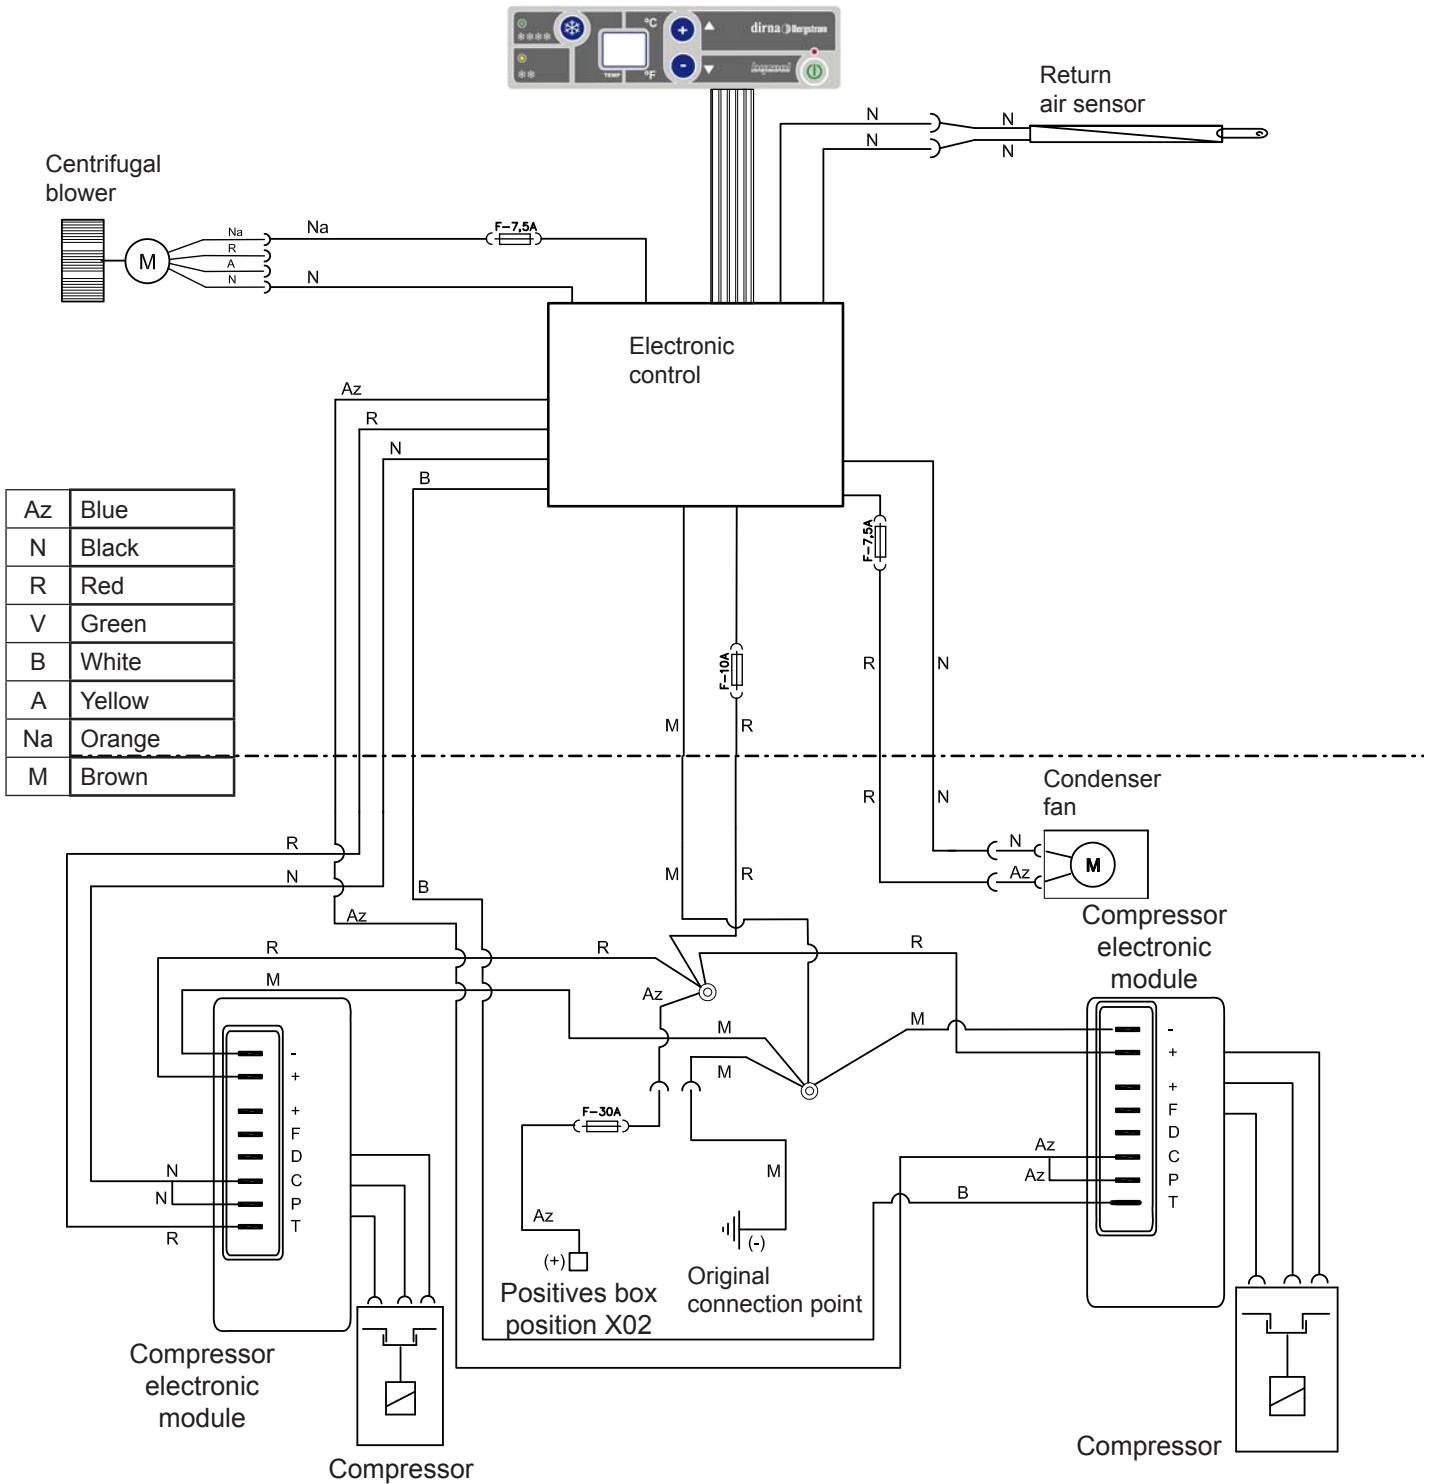 °C
°F
TEMP
+
-
dirna Bergstrom
Return
air sensor
N
N
N
N
Centrifugal
blower
M
Na
R
A
N
Na
N
F-7,5A
Electronic
control
Az
R
N
B
Az Blue
N Black
R Red
V Green
B White
A Yellow
Na Orange
M Brown
F-7,5A
F-10A
R
N
M
R
R
N
Condenser
fan
N
Az
M
R
N
B
Az
M
R
R
R
R
M
Az
M
M
M
Compressor
electronic
module
-
+
+
F
D
C
P
T
-
+
+
F
D
C
P
T
F-30A
N
N
R
Az
Az
B
M
Az
(+)
(-)
Positives box
position X02
Original
connection point
Compressor
electronic
module
Compressor
Compressor